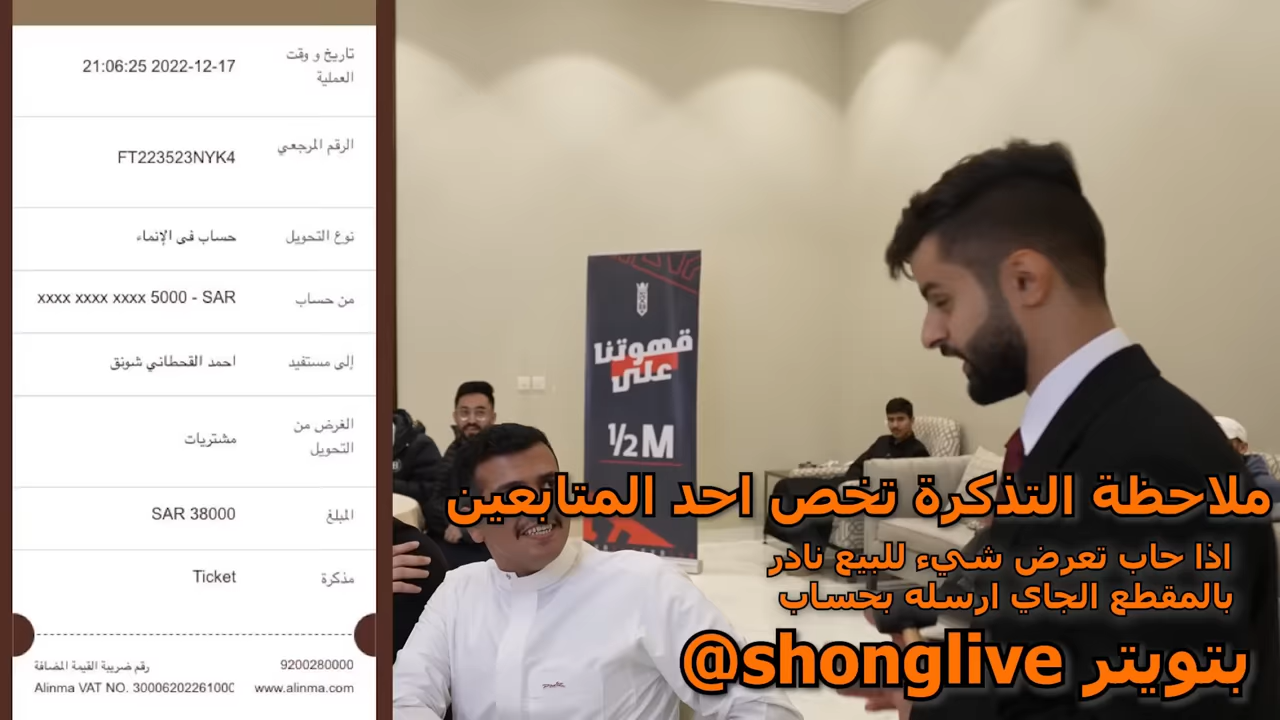 تاريخ و وقت 21:06:25 2022-12-17
العملية
الرقم المرجعي FT223523NYK4
نوع التحويل حساب في الإنماء
من حساب xxxx xxxx xxxx 5000 - SAR
إلى مستفيد احمد القحطاني شونق
الغرض من مشتريات
التحويل
المبلغ SAR 38000
مذكرة Ticket
رقم ضريبة القيمة المضافة 9200280000
Alinma VAT NO. 30006202261000 www.alinma.com
قهوتنا
على
½M
ملاحظة التذكرة تخص احد المتابعين
اذا حاب تعرض شيء للبيع نادر
بالمقطع الجاي ارسله بحساب
بتويتر @shonglive